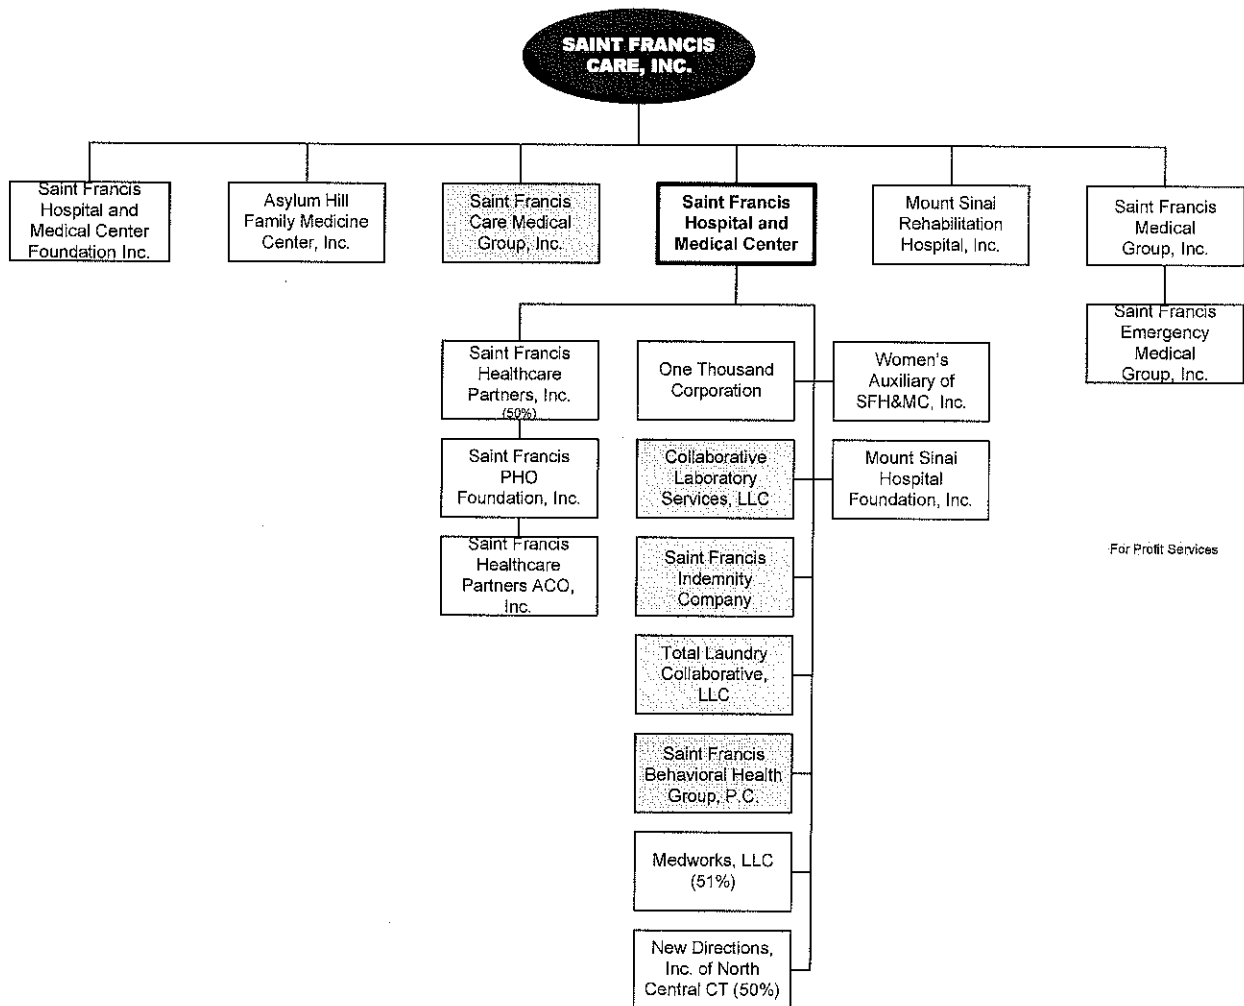 SAINT FRANCIS
CARE, INC.
Saint Francis
Hospital and
Medical Center
Foundation Inc.
Asylum Hill
Family Medicine
Center, Inc.
Saint Francis
Care Medical
Group, Inc.
Saint Francis
Hospital and
Medical Center
Mount Sinai
Rehabilitation
Hospital, Inc.
Saint Francis
Medical
Group, Inc.
Saint Francis
Emergency
Medical
Group, Inc.
Saint Francis
Healthcare
Partners, Inc.
(50%)
One Thousand
Corporation
Women's
Auxiliary of
SFH&MC, Inc.
Saint Francis
PHO
Foundation, Inc.
Collaborative
Laboratory
Services, LLC
Mount Sinai
Hospital
Foundation, Inc.
Saint Francis
Healthcare
Partners ACO,
Inc.
Saint Francis
Indemnity
Company
For Profit Services
Total Laundry
Collaborative,
LLC
Saint Francis
Behavioral Health
Group, P.C.
Medworks, LLC
(51%)
New Directions,
Inc. of North
Central CT (50%)